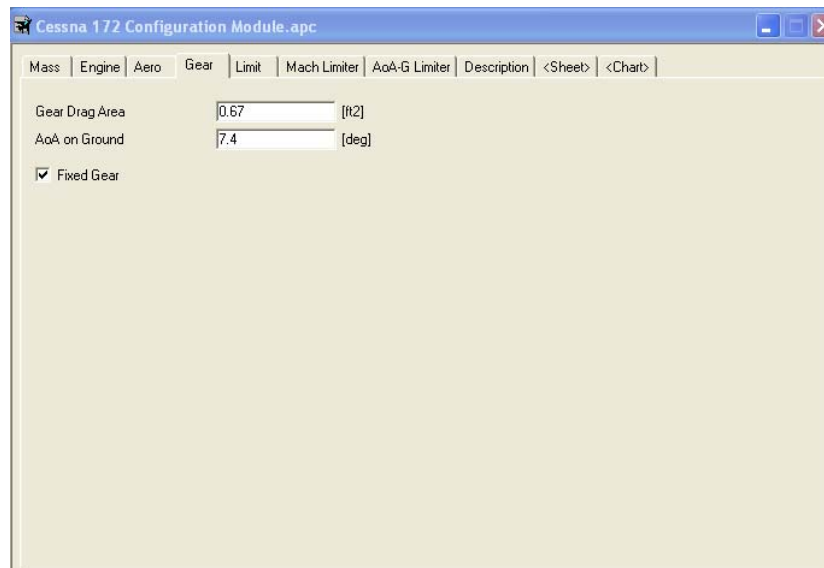 Cessna 172 Configuration Module.apc
Mass Engine Aero Gear Limit Mach Limiter AoA-G Limiter Description <Sheet> <Chart>
Gear Drag Area 0.67 [ft2]
AoA on Ground 7.4 [deg]
Fixed Gear